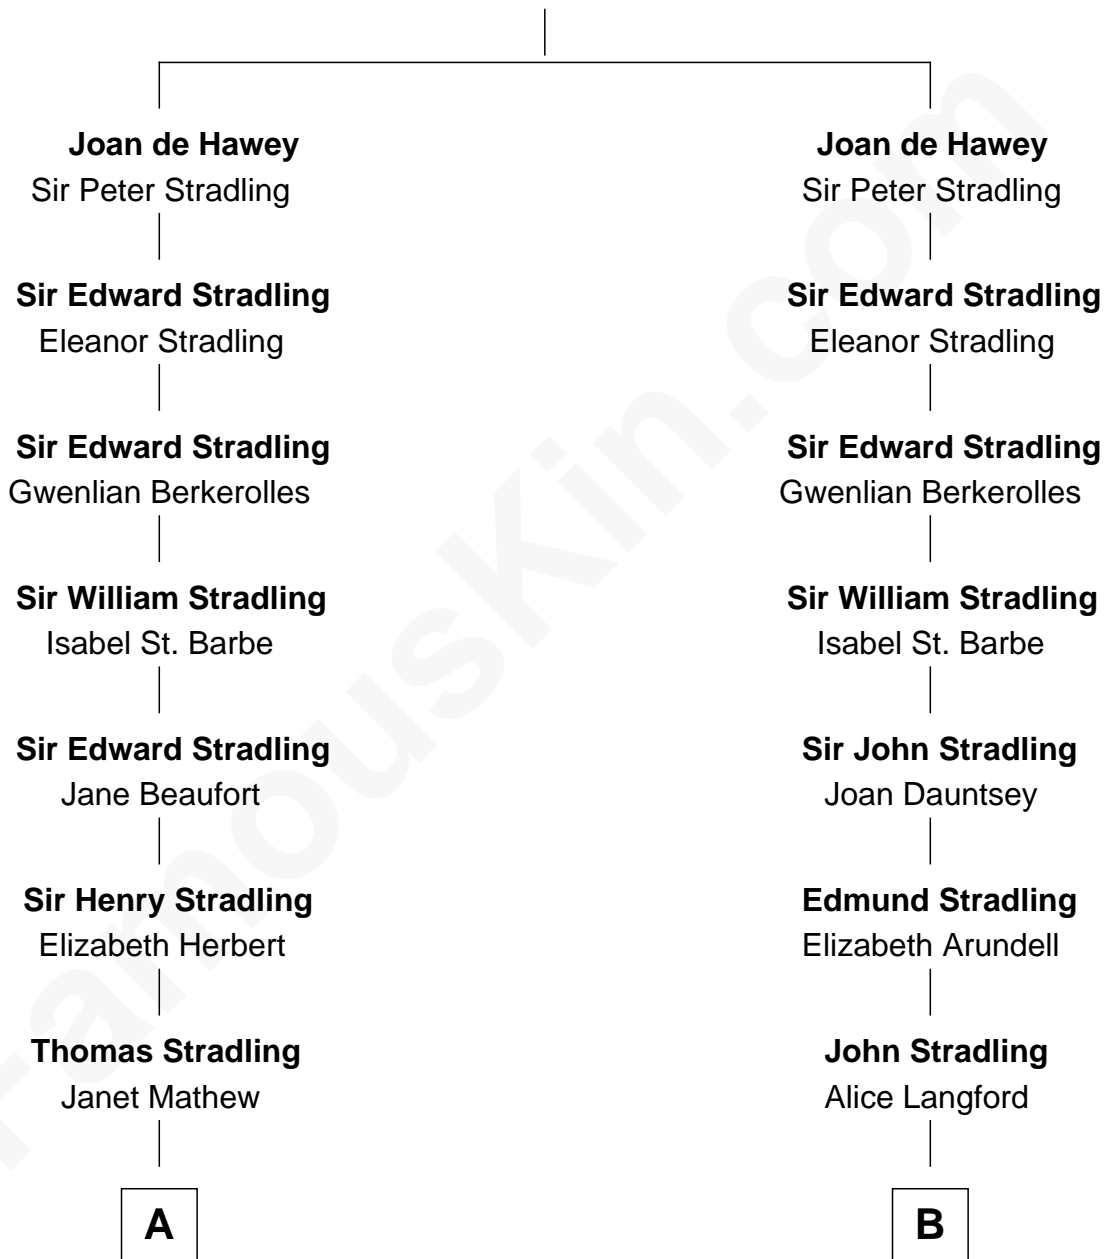 Joan de Hawey
Sir Peter Stradling
Sir Edward Stradling
Eleanor Stradling
Sir Edward Stradling
Gwenlian Berkerolles
Sir William Stradling
Isabel St. Barbe
Sir Edward Stradling
Jane Beaufort
Sir Henry Stradling
Elizabeth Herbert
Thomas Stradling
Janet Mathew
A
Joan de Hawey
Sir Peter Stradling
Sir Edward Stradling
Eleanor Stradling
Sir Edward Stradling
Gwenlian Berkerolles
Sir William Stradling
Isabel St. Barbe
Sir John Stradling
Joan Dauntsey
Edmund Stradling
Elizabeth Arundell
John Stradling
Alice Langford
B
FamousKin.com